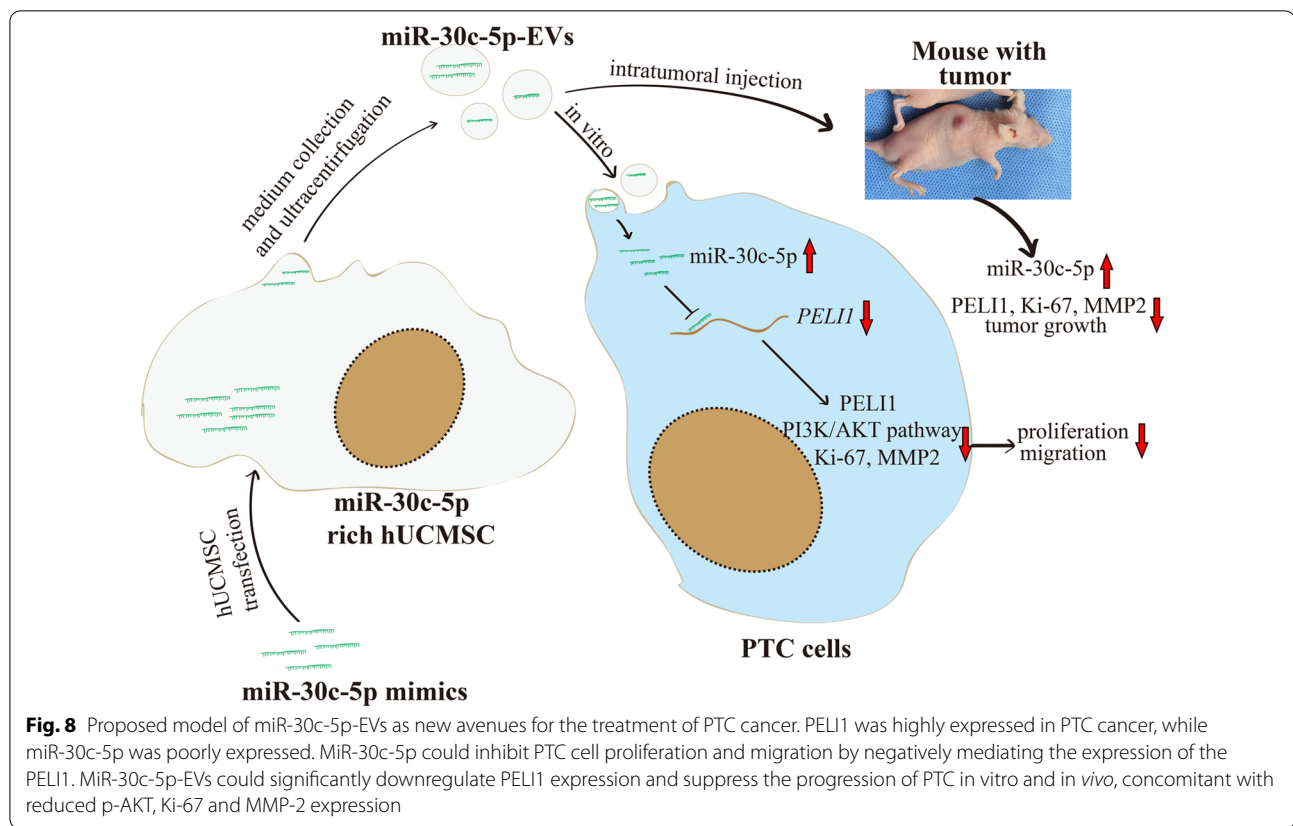 miR-30c-5p-EVs
medium collection
and ultracentirfugation
intratumoral injection
in vitro
Mouse with
tumor
miR-30c-5p
PELI1, Ki-67, MMP2
tumor growth
miR-30c-5p
PELI1
PELI1
PI3K/AKT pathway
Ki-67, MMP2
proliferation
migration
miR-30c-5p
rich hUCMSC
hUCMSC
transfection
PTC cells
miR-30c-5p mimics
Fig. 8 Proposed model of miR-30c-5p-EVs as new avenues for the treatment of PTC cancer. PELI1 was highly expressed in PTC cancer, while
miR-30c-5p was poorly expressed. MiR-30c-5p could inhibit PTC cell proliferation and migration by negatively mediating the expression of the
PELI1. MiR-30c-5p-EVs could significantly downregulate PELI1 expression and suppress the progression of PTC in vitro and in vivo, concomitant with
reduced p-AKT, Ki-67 and MMP-2 expression